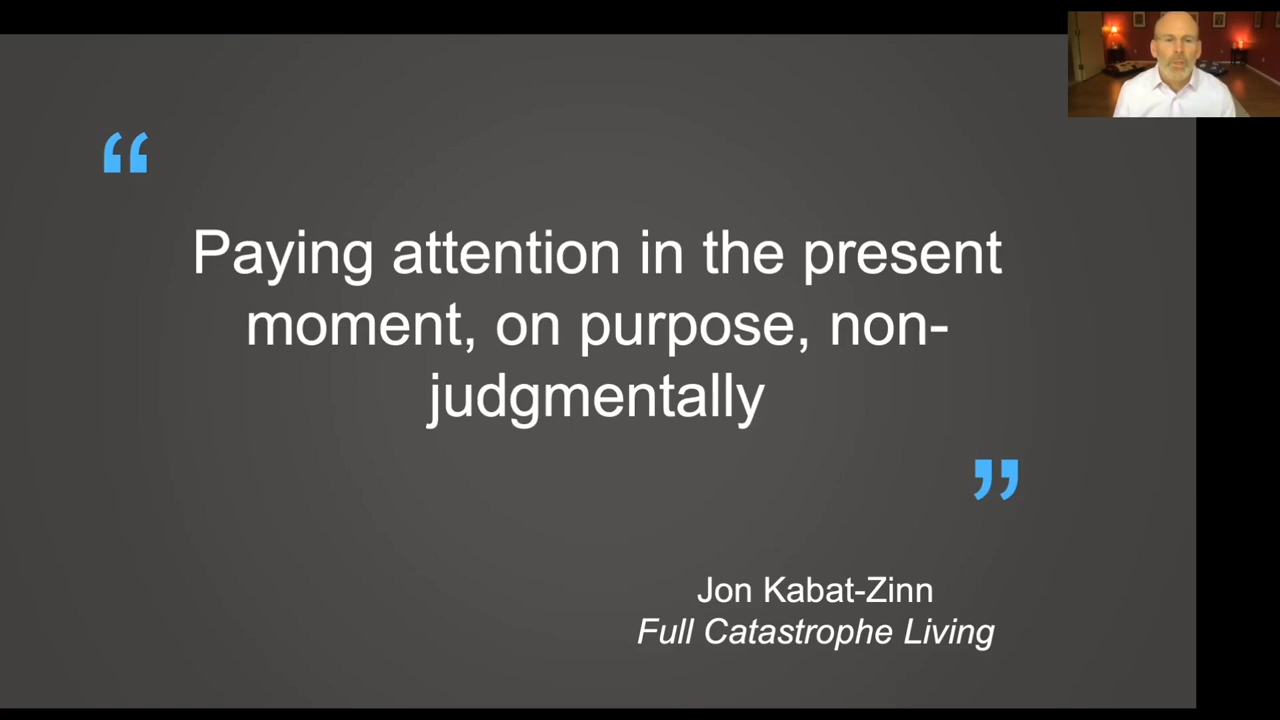 “
Paying attention in the present
moment, on purpose, non-
judgmentally
”
Jon Kabat-Zinn
Full Catastrophe Living